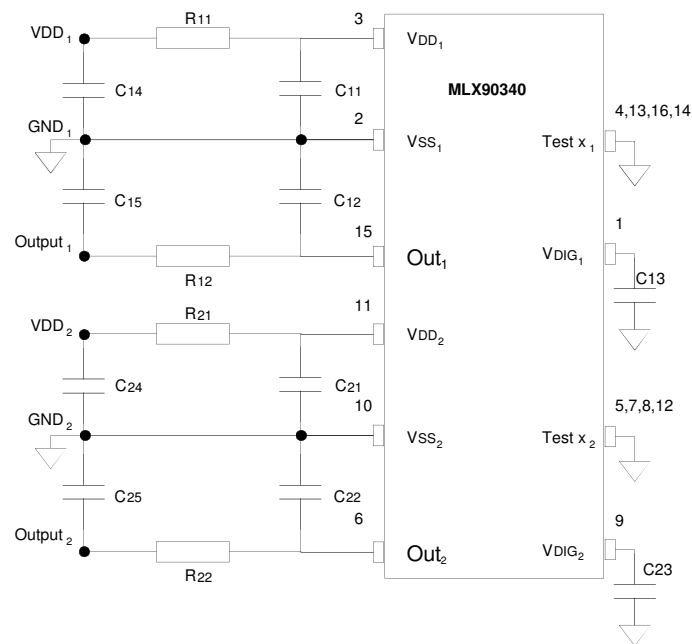 R11
3
VDD1
VDD1
MLX90340
C14
C11
4,13,16,14
GND1
2
VSS1
Test x1
C15
C12
1
Output1
15
Out1
VDIG1
R12
C13
R21
11
VDD2
VDD2
C24
C21
5,7,8,12
GND2
10
VSS2
Test x2
C25
C22
9
Output2
6
Out2
VDIG2
R22
C23